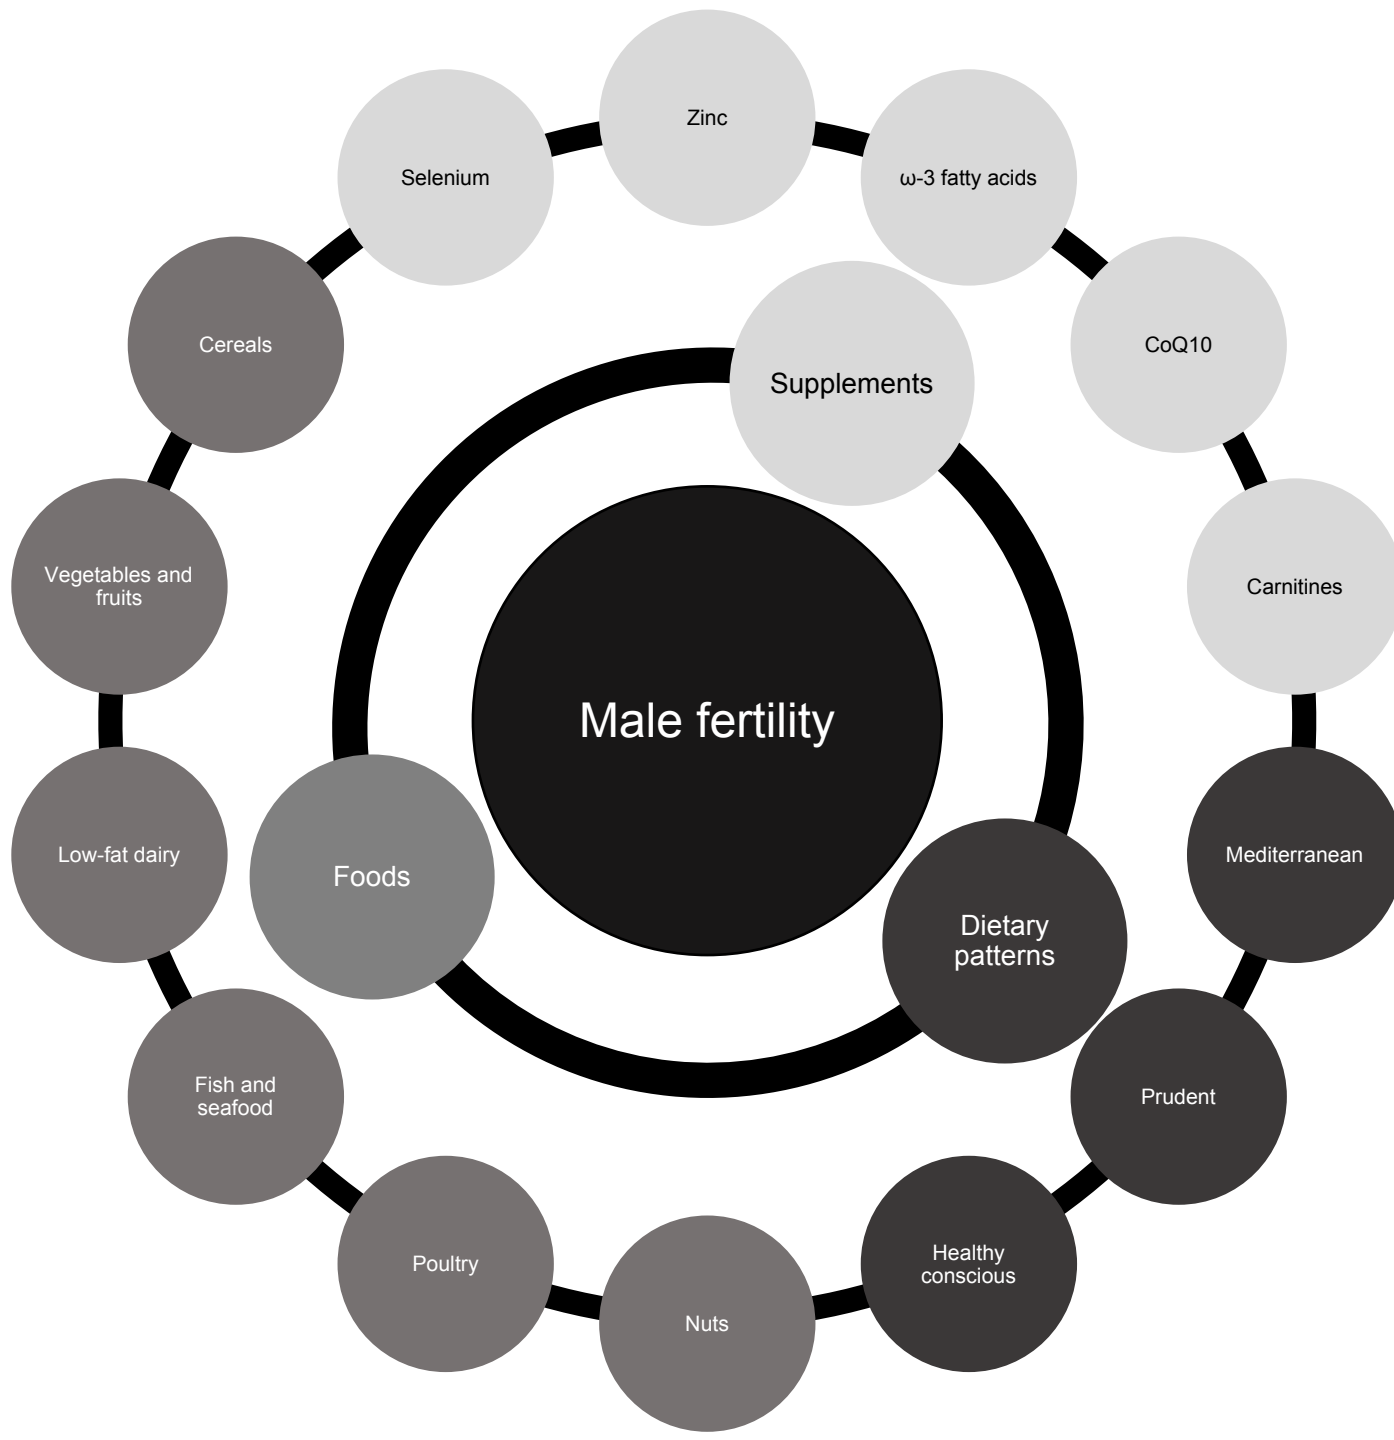 Zinc
Selenium
ω-3 fatty acids
Cereals
CoQ10
Supplements
Vegetables and
fruits
Carnitines
Male fertility
Low-fat dairy
Foods
Mediterranean
Dietary
patterns
Fish and
seafood
Prudent
Poultry
Healthy
conscious
Nuts